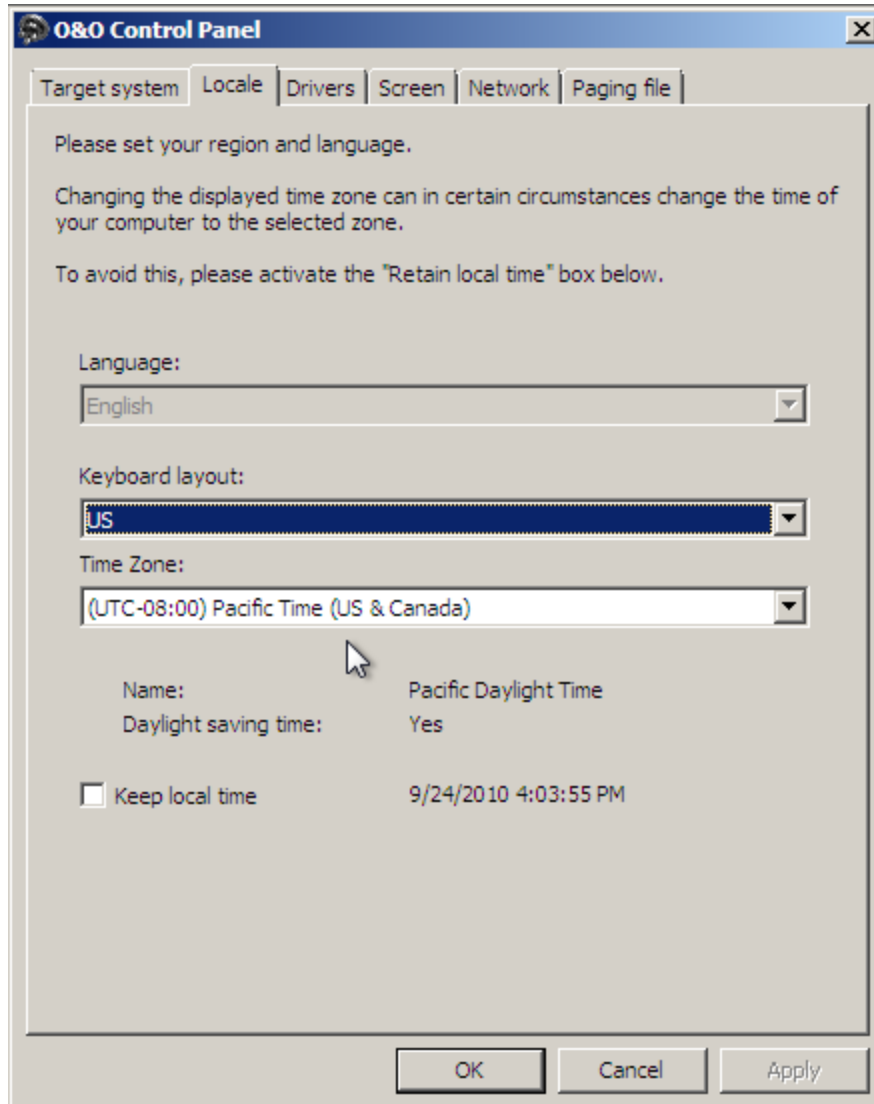 O&O Control Panel
Target system Locale Drivers Screen Network Paging file
Please set your region and language.
Changing the displayed time zone can in certain circumstances change the time of
your computer to the selected zone.
To avoid this, please activate the "Retain local time" box below.
Language:
English
Keyboard layout:
US
Time Zone:
(UTC-08:00) Pacific Time (US & Canada)
Name: Pacific Daylight Time
Daylight saving time: Yes
Keep local time 9/24/2010 4:03:55 PM
OK Cancel Apply